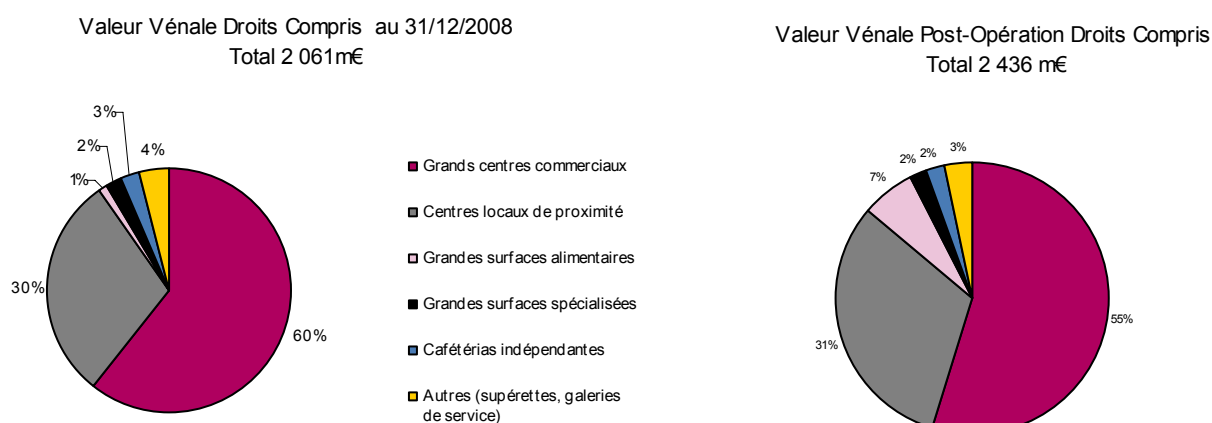 Valeur Vénale Droits Compris au 31/12/2008
Total 2 061m€
3%
2%
4%
1%
30%
60%
Grands centres commerciaux
Centres locaux de proximité
Grandes surfaces alimentaires
Grandes surfaces spécialisées
Cafétérias indépendantes
Autres (supérettes, galeries
de service)
Valeur Vénale Post-Opération Droits Compris
Total 2 436 m€
2%
2%
3%
7%
31%
55%